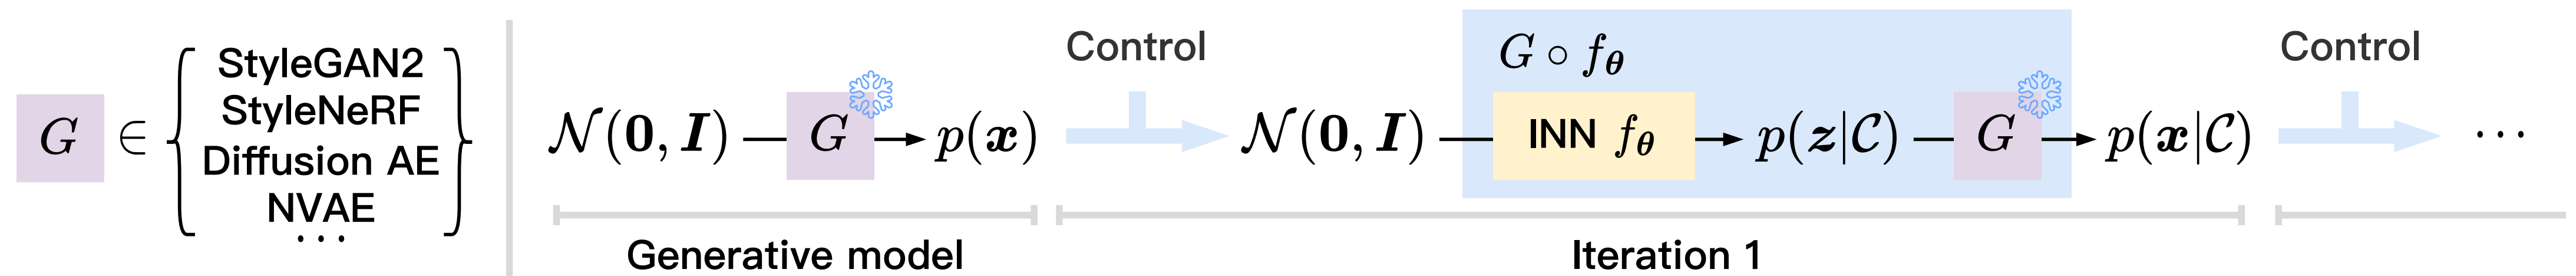 G ∈ { StyleGAN2
StyleNeRF
Diffusion AE
NVAE
... }
𝒩(0, I) — G → p(x)
Generative model
Control
G ∘ f_θ
𝒩(0, I) — INN f_θ → p(z|𝒞) — G → p(x|𝒞)
Iteration 1
Control
...